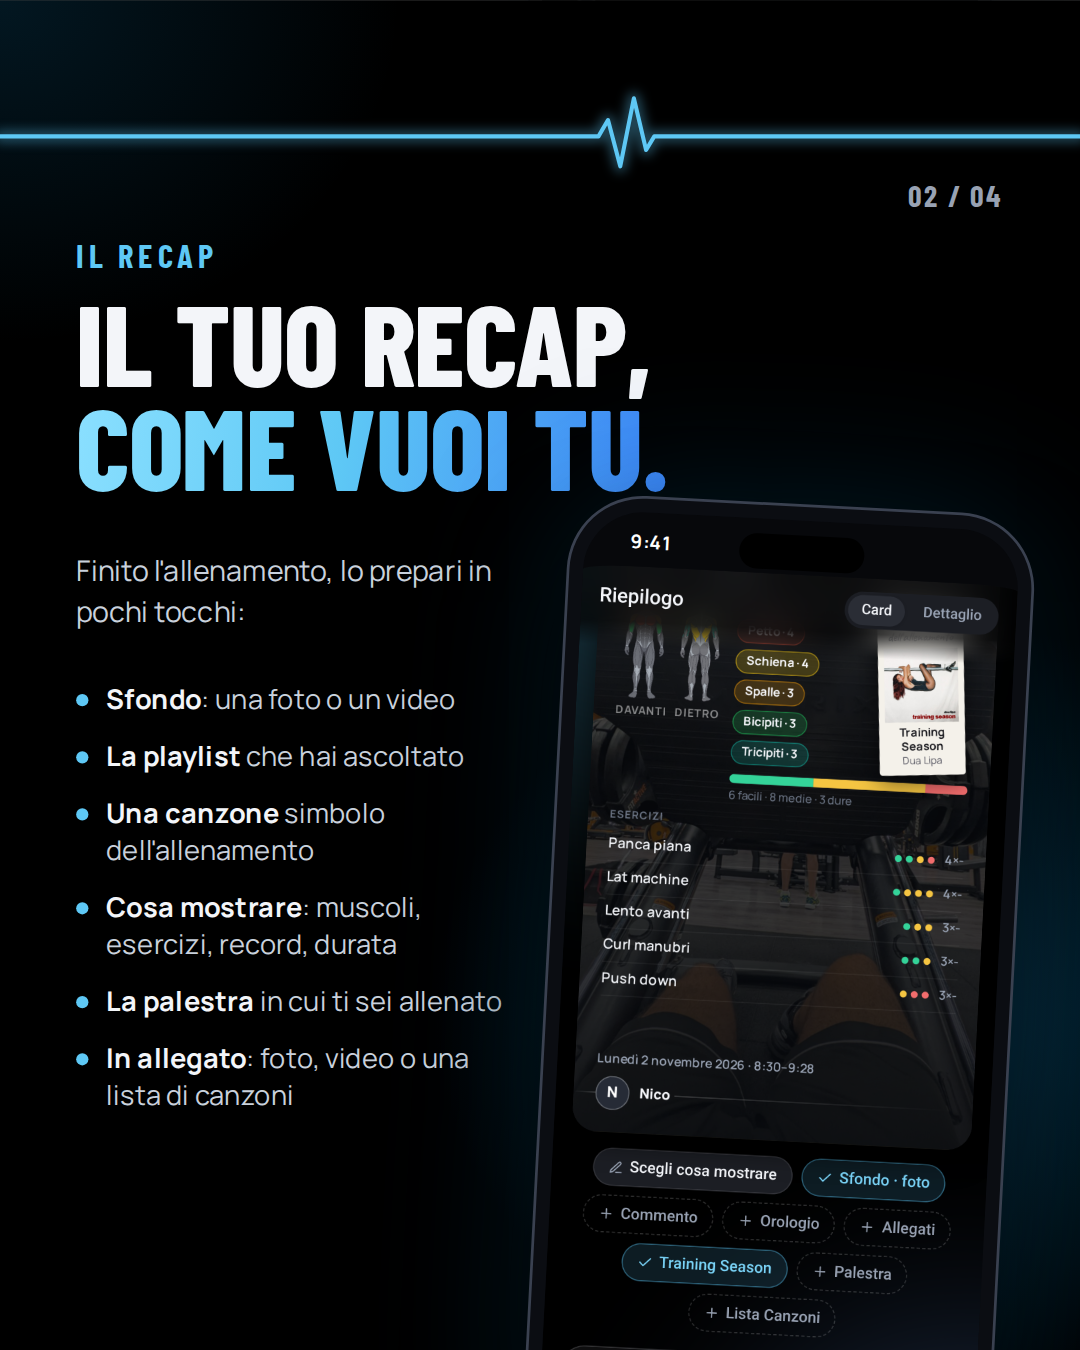 02 / 04
IL RECAP
IL TUO RECAP,
COME VUOI TU.
Finito l'allenamento, lo prepari in
pochi tocchi:
Sfondo: una foto o un video
La playlist che hai ascoltato
Una canzone simbolo
dell'allenamento
Cosa mostrare: muscoli,
esercizi, record, durata
La palestra in cui ti sei allenato
In allegato: foto, video o una
lista di canzoni
9:41
Riepilogo
Card
Dettaglio
Petto · 4
Schiena · 4
Spalle · 3
Bicipiti · 3
Tricipiti · 3
DAVANTI
DIETRO
training season
Training
Season
Dua Lipa
6 facili · 8 medie · 3 dure
ESERCIZI
Panca piana
4×-
Lat machine
4×-
Lento avanti
3×-
Curl manubri
3×-
Push down
3×-
Lunedì 2 novembre 2026 · 8:30–9:28
N
Nico
Scegli cosa mostrare
Sfondo · foto
+ Commento
+ Orologio
+ Allegati
Training Season
+ Palestra
+ Lista Canzoni